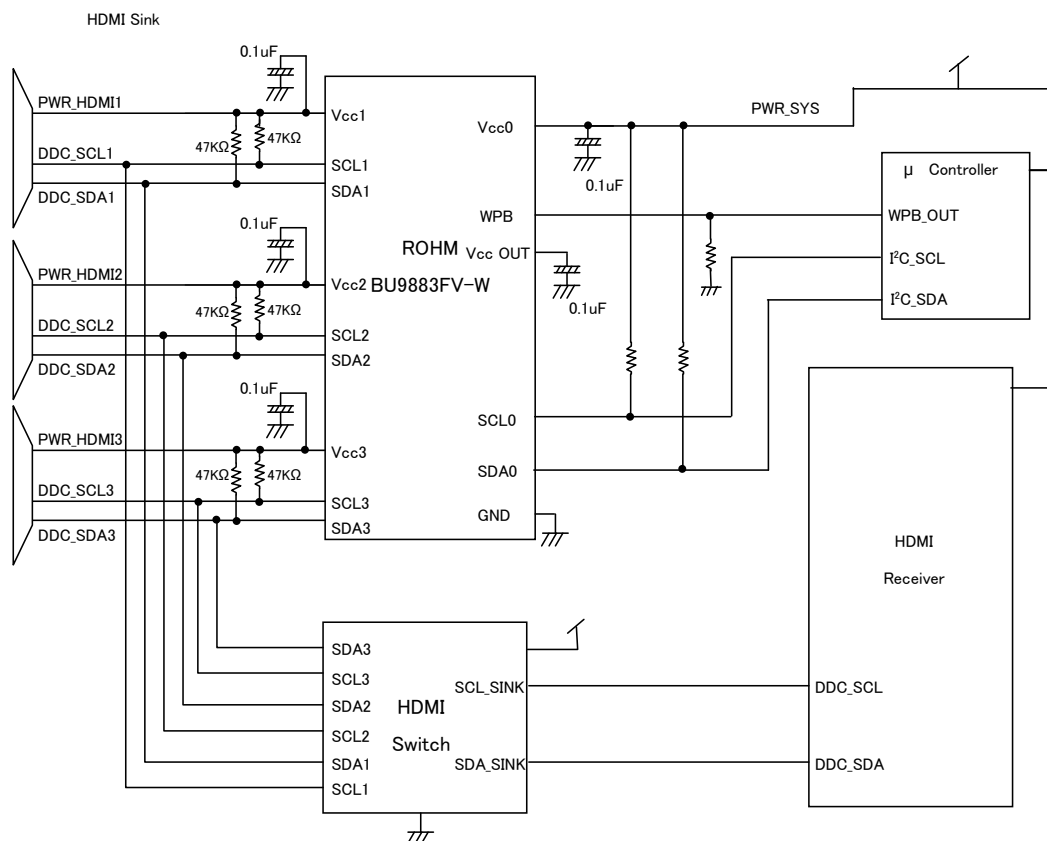 HDMI Sink
0.1uF
PWR_HDMI1
Vcc1
47KΩ
47KΩ
DDC_SCL1
SCL1
DDC_SDA1
SDA1
0.1uF
PWR_HDMI2
Vcc2
47KΩ
47KΩ
DDC_SCL2
SCL2
DDC_SDA2
SDA2
0.1uF
PWR_HDMI3
Vcc3
47KΩ
47KΩ
DDC_SCL3
SCL3
DDC_SDA3
SDA3
ROHM
BU9883FV-W
Vcc0
WPB
Vcc OUT
SCL0
SDA0
GND
PWR_SYS
0.1uF
0.1uF
μ Controller
WPB_OUT
I²C_SCL
I²C_SDA
HDMI
Receiver
DDC_SCL
DDC_SDA
SDA3
SCL3
SDA2
SCL2
SDA1
SCL1
HDMI
Switch
SCL_SINK
SDA_SINK